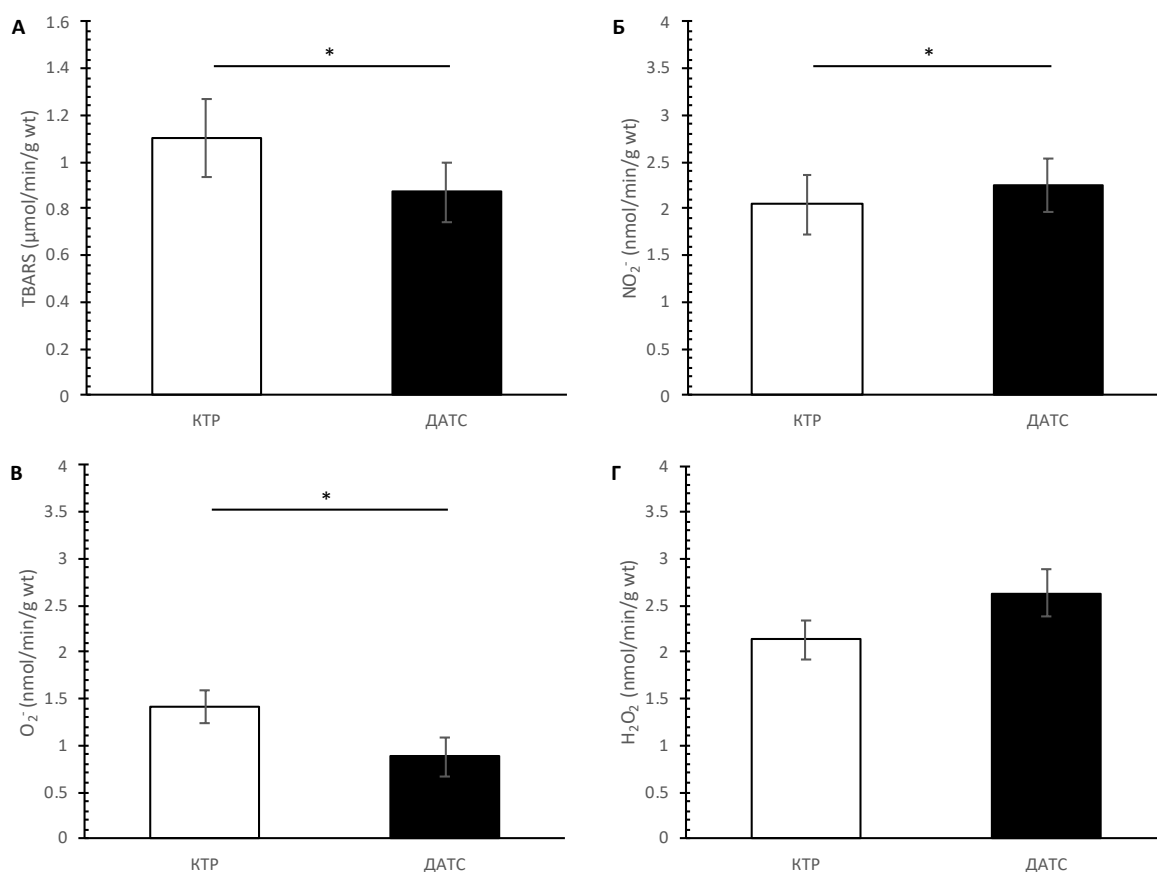 А
*
TBARS (µmol/min/g wt)
1.6
1.4
1.2
1
0.8
0.6
0.4
0.2
0
КТР
ДАТС
Б
*
NO₂⁻ (nmol/min/g wt)
4
3.5
3
2.5
2
1.5
1
0.5
0
КТР
ДАТС
В
*
O₂⁻ (nmol/min/g wt)
4
3.5
3
2.5
2
1.5
1
0.5
0
КТР
ДАТС
Г
H₂O₂ (nmol/min/g wt)
4
3.5
3
2.5
2
1.5
1
0.5
0
КТР
ДАТС